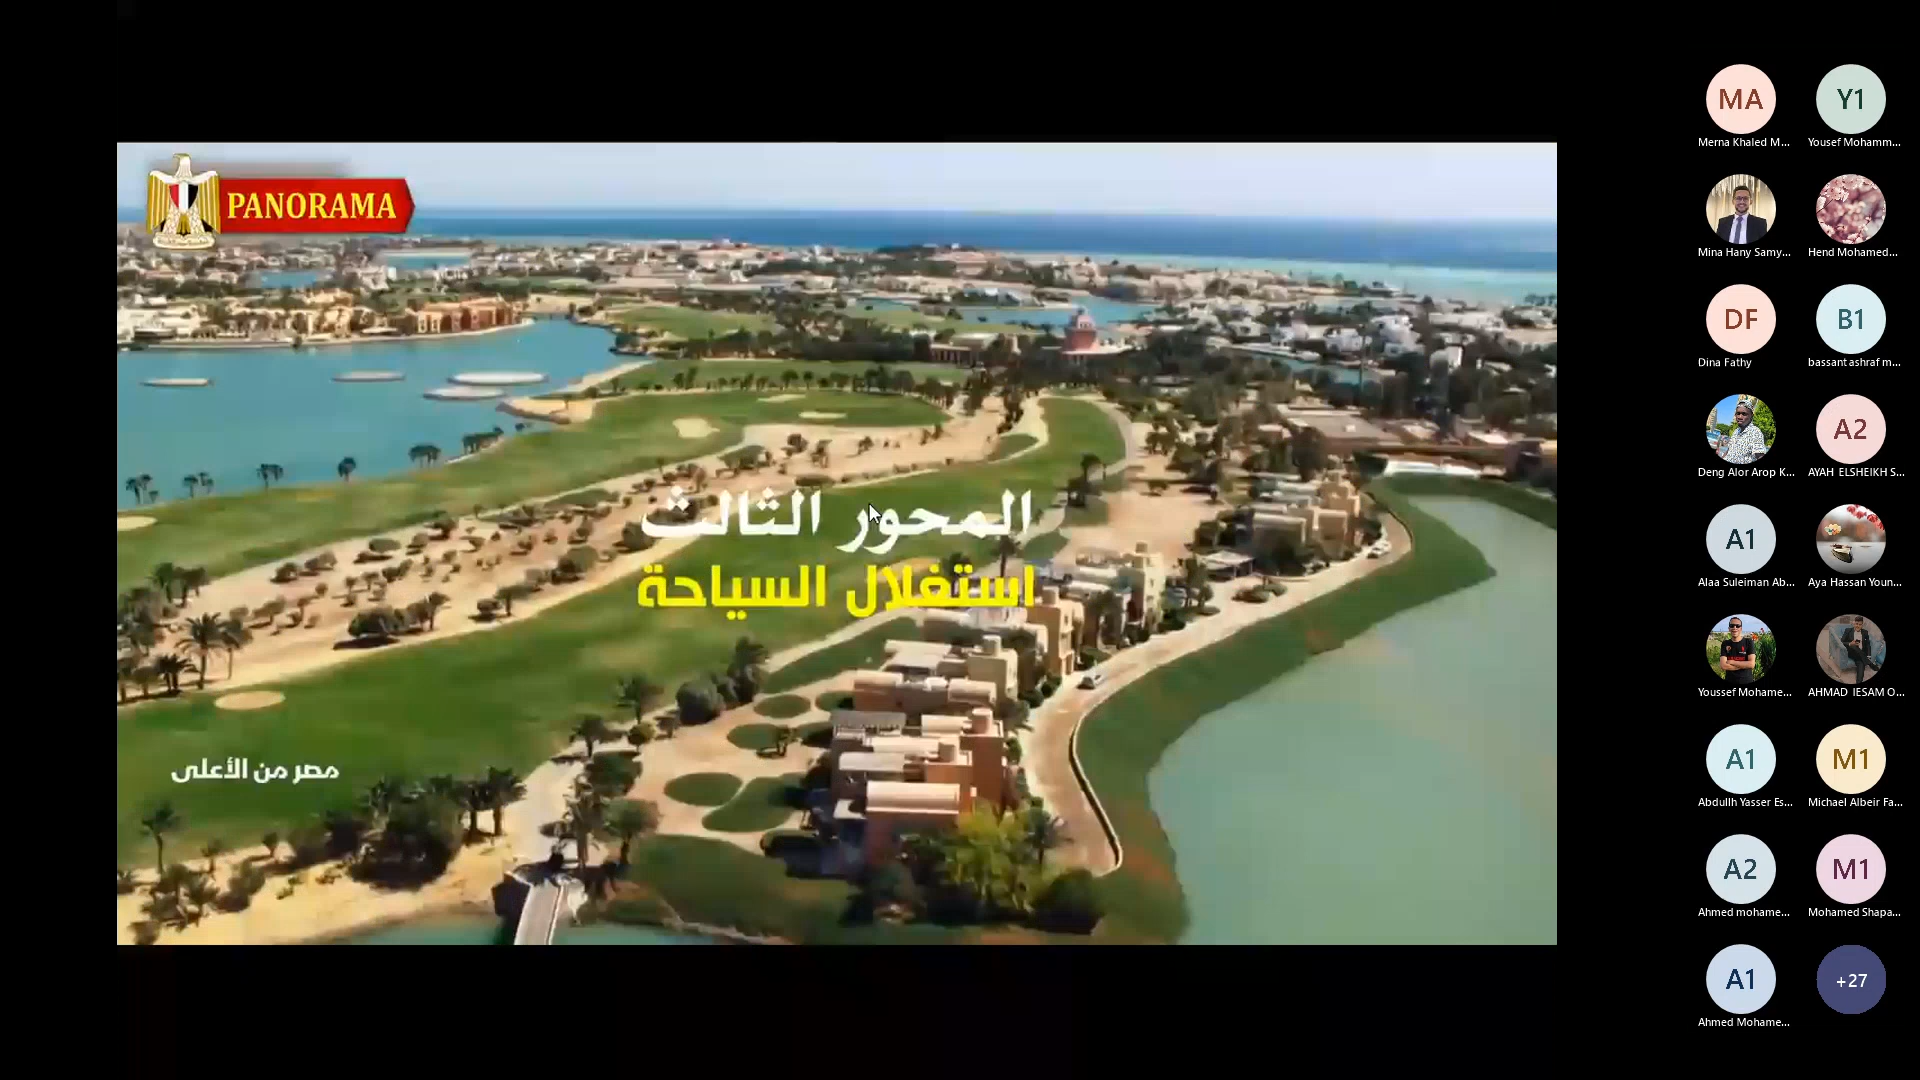 PANORAMA
المحور الثالث
استغلال السياحة
مصر من الأعلى
MA
Y1
Merna Khaled M...
Yousef Mohamm...
Mina Hany Samy...
Hend Mohamed...
DF
B1
Dina Fathy
bassant ashraf m...
A2
Deng Alor Arop K...
AYAH ELSHEIKH S...
A1
Alaa Suleiman Ab...
Aya Hassan Youn...
Youssef Mohame...
AHMAD IESAM O...
A1
M1
Abdullh Yasser Es...
Michael Albeir Fa...
A2
M1
Ahmed mohame...
Mohamed Shapa...
A1
+27
Ahmed Mohame...